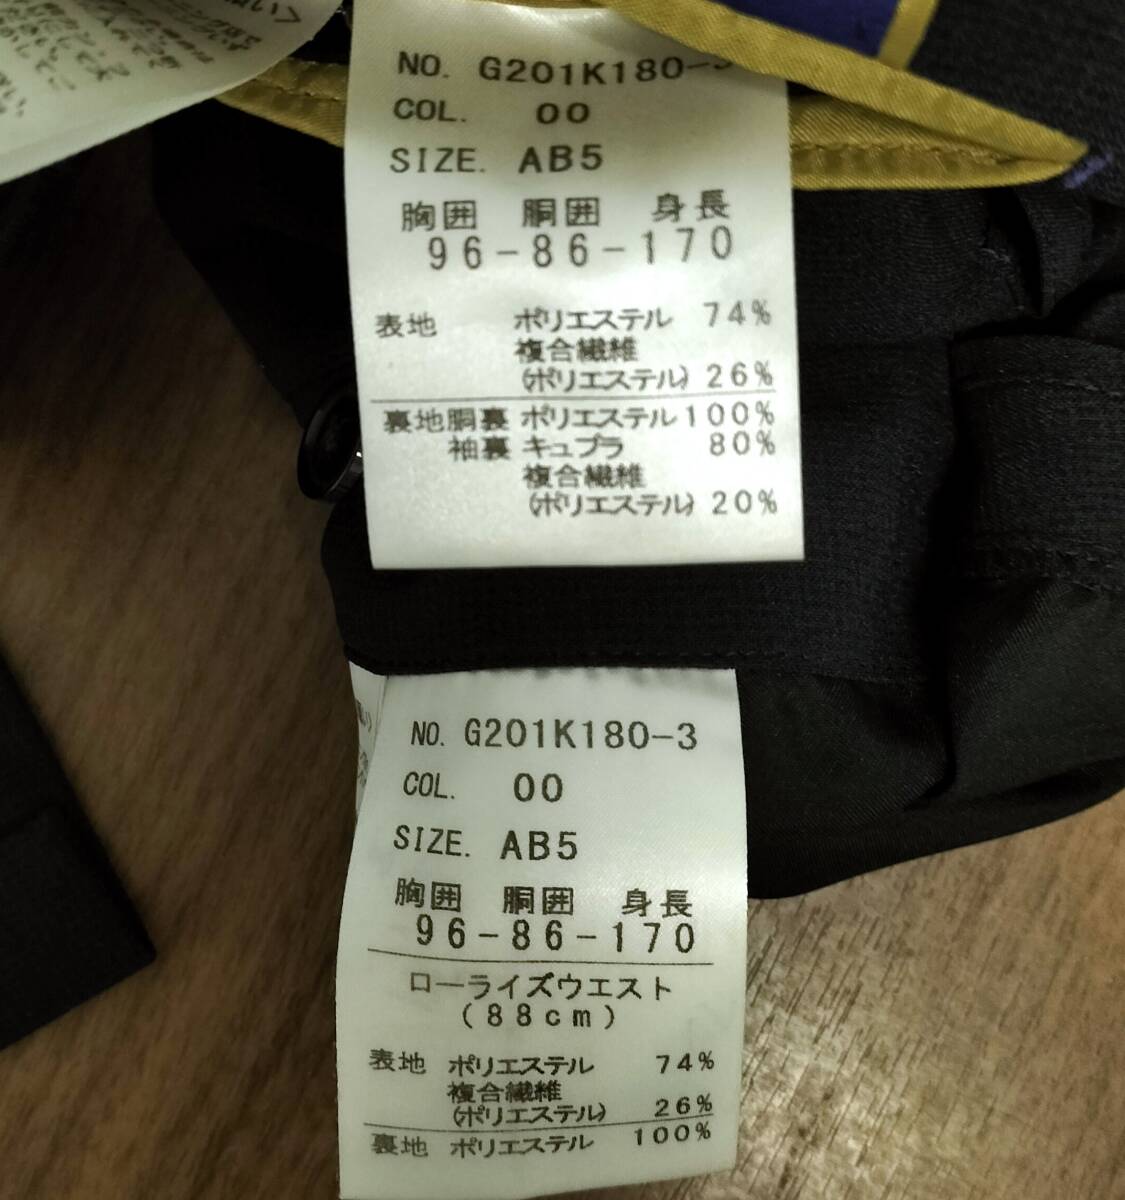 NO. G201K180-3
COL. 00
SIZE. AB5
胸囲 胴囲 身長
96-86-170
表地 ポリエステル 74%
複合繊維
(ポリエステル) 26%
裏地胴裏 ポリエステル 100%
袖裏 キュプラ 80%
複合繊維
(ポリエステル) 20%
NO. G201K180-3
COL. 00
SIZE. AB5
胸囲 胴囲 身長
96-86-170
ローライズウエスト
(88cm)
表地 ポリエステル 74%
複合繊維
(ポリエステル) 26%
裏地 ポリエステル 100%